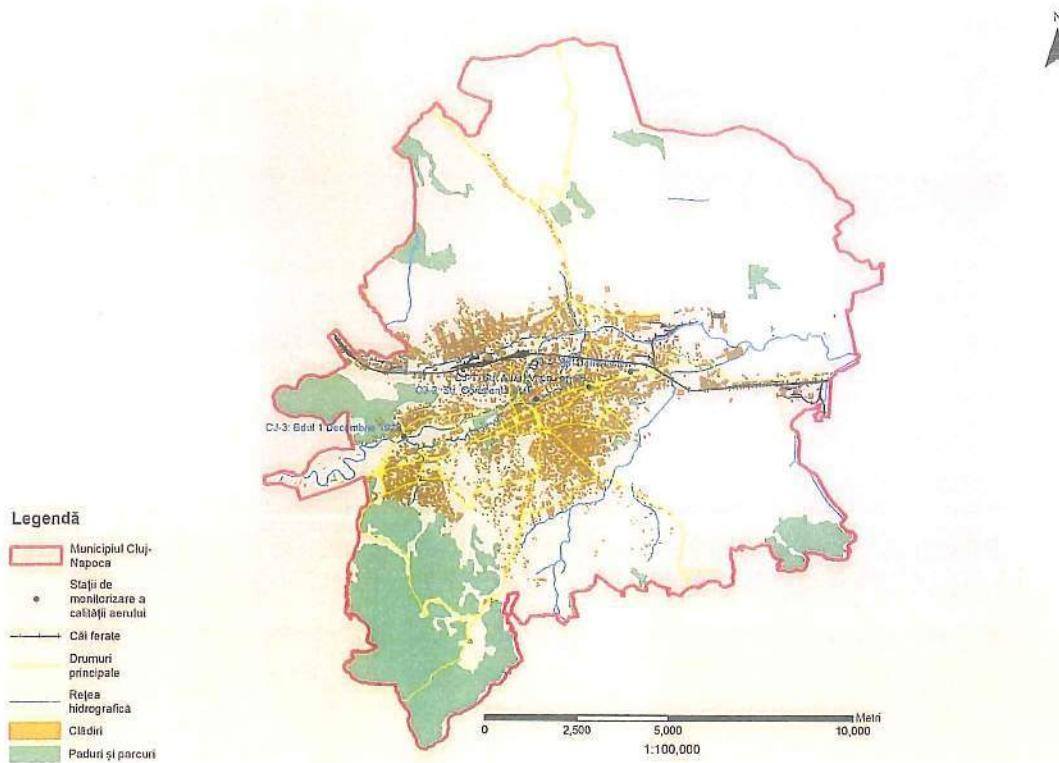 N
CJ-3: Bdul 1 Decembrie
Legendă
Municipiul Cluj-
Napoca
Stații de
monitorizare a
calității aerului
Căi ferate
Drumuri
principale
Rețea
hidrografică
Clădiri
Paduri și parcuri
Metri
0 2,500 5,000 10,000
1:100,000